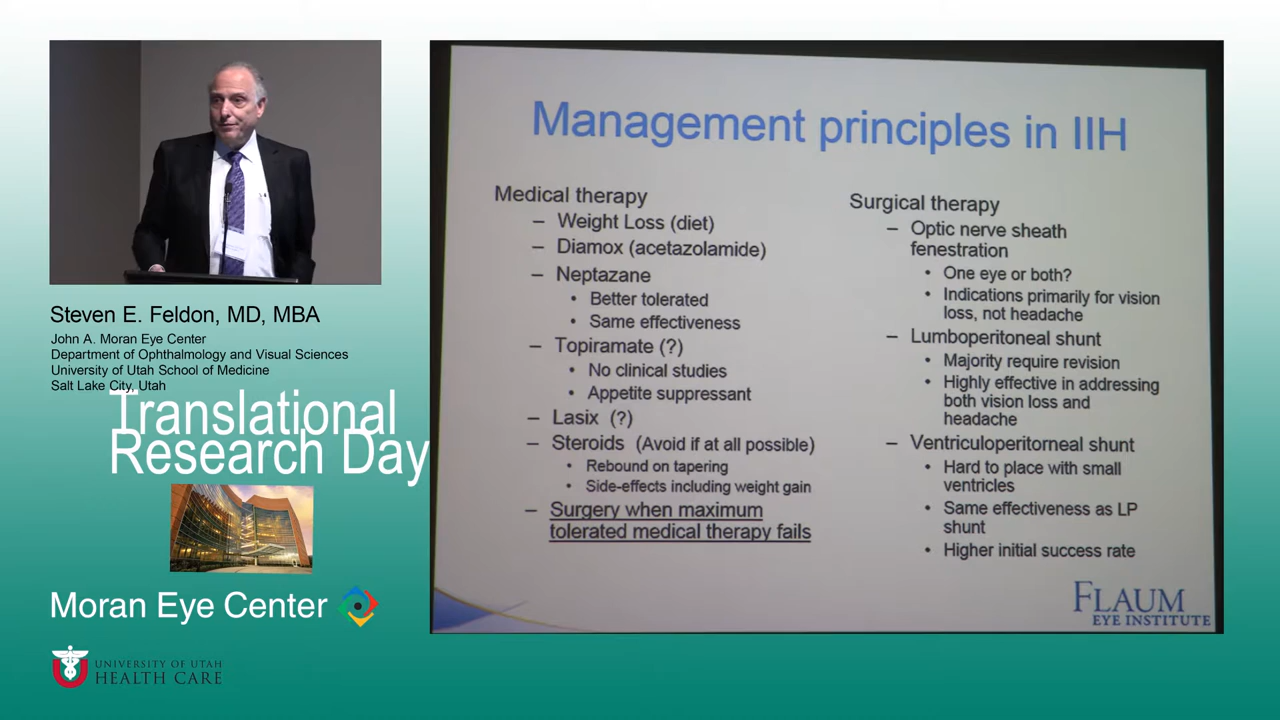 Steven E. Feldon, MD, MBA
John A. Moran Eye Center
Department of Ophthalmology and Visual Sciences
University of Utah School of Medicine
Salt Lake City, Utah
Translational
Research Day
Moran Eye Center
U
UNIVERSITY OF UTAH
HEALTH CARE
Management principles in IIH
Medical therapy
– Weight Loss (diet)
– Diamox (acetazolamide)
– Neptazane
• Better tolerated
• Same effectiveness
– Topiramate (?)
• No clinical studies
• Appetite suppressant
– Lasix (?)
– Steroids (Avoid if at all possible)
• Rebound on tapering
• Side-effects including weight gain
– Surgery when maximum
tolerated medical therapy fails
Surgical therapy
– Optic nerve sheath
fenestration
• One eye or both?
• Indications primarily for vision
loss, not headache
– Lumboperitoneal shunt
• Majority require revision
• Highly effective in addressing
both vision loss and
headache
– Ventriculoperitorneal shunt
• Hard to place with small
ventricles
• Same effectiveness as LP
shunt
• Higher initial success rate
FLAUM
EYE INSTITUTE